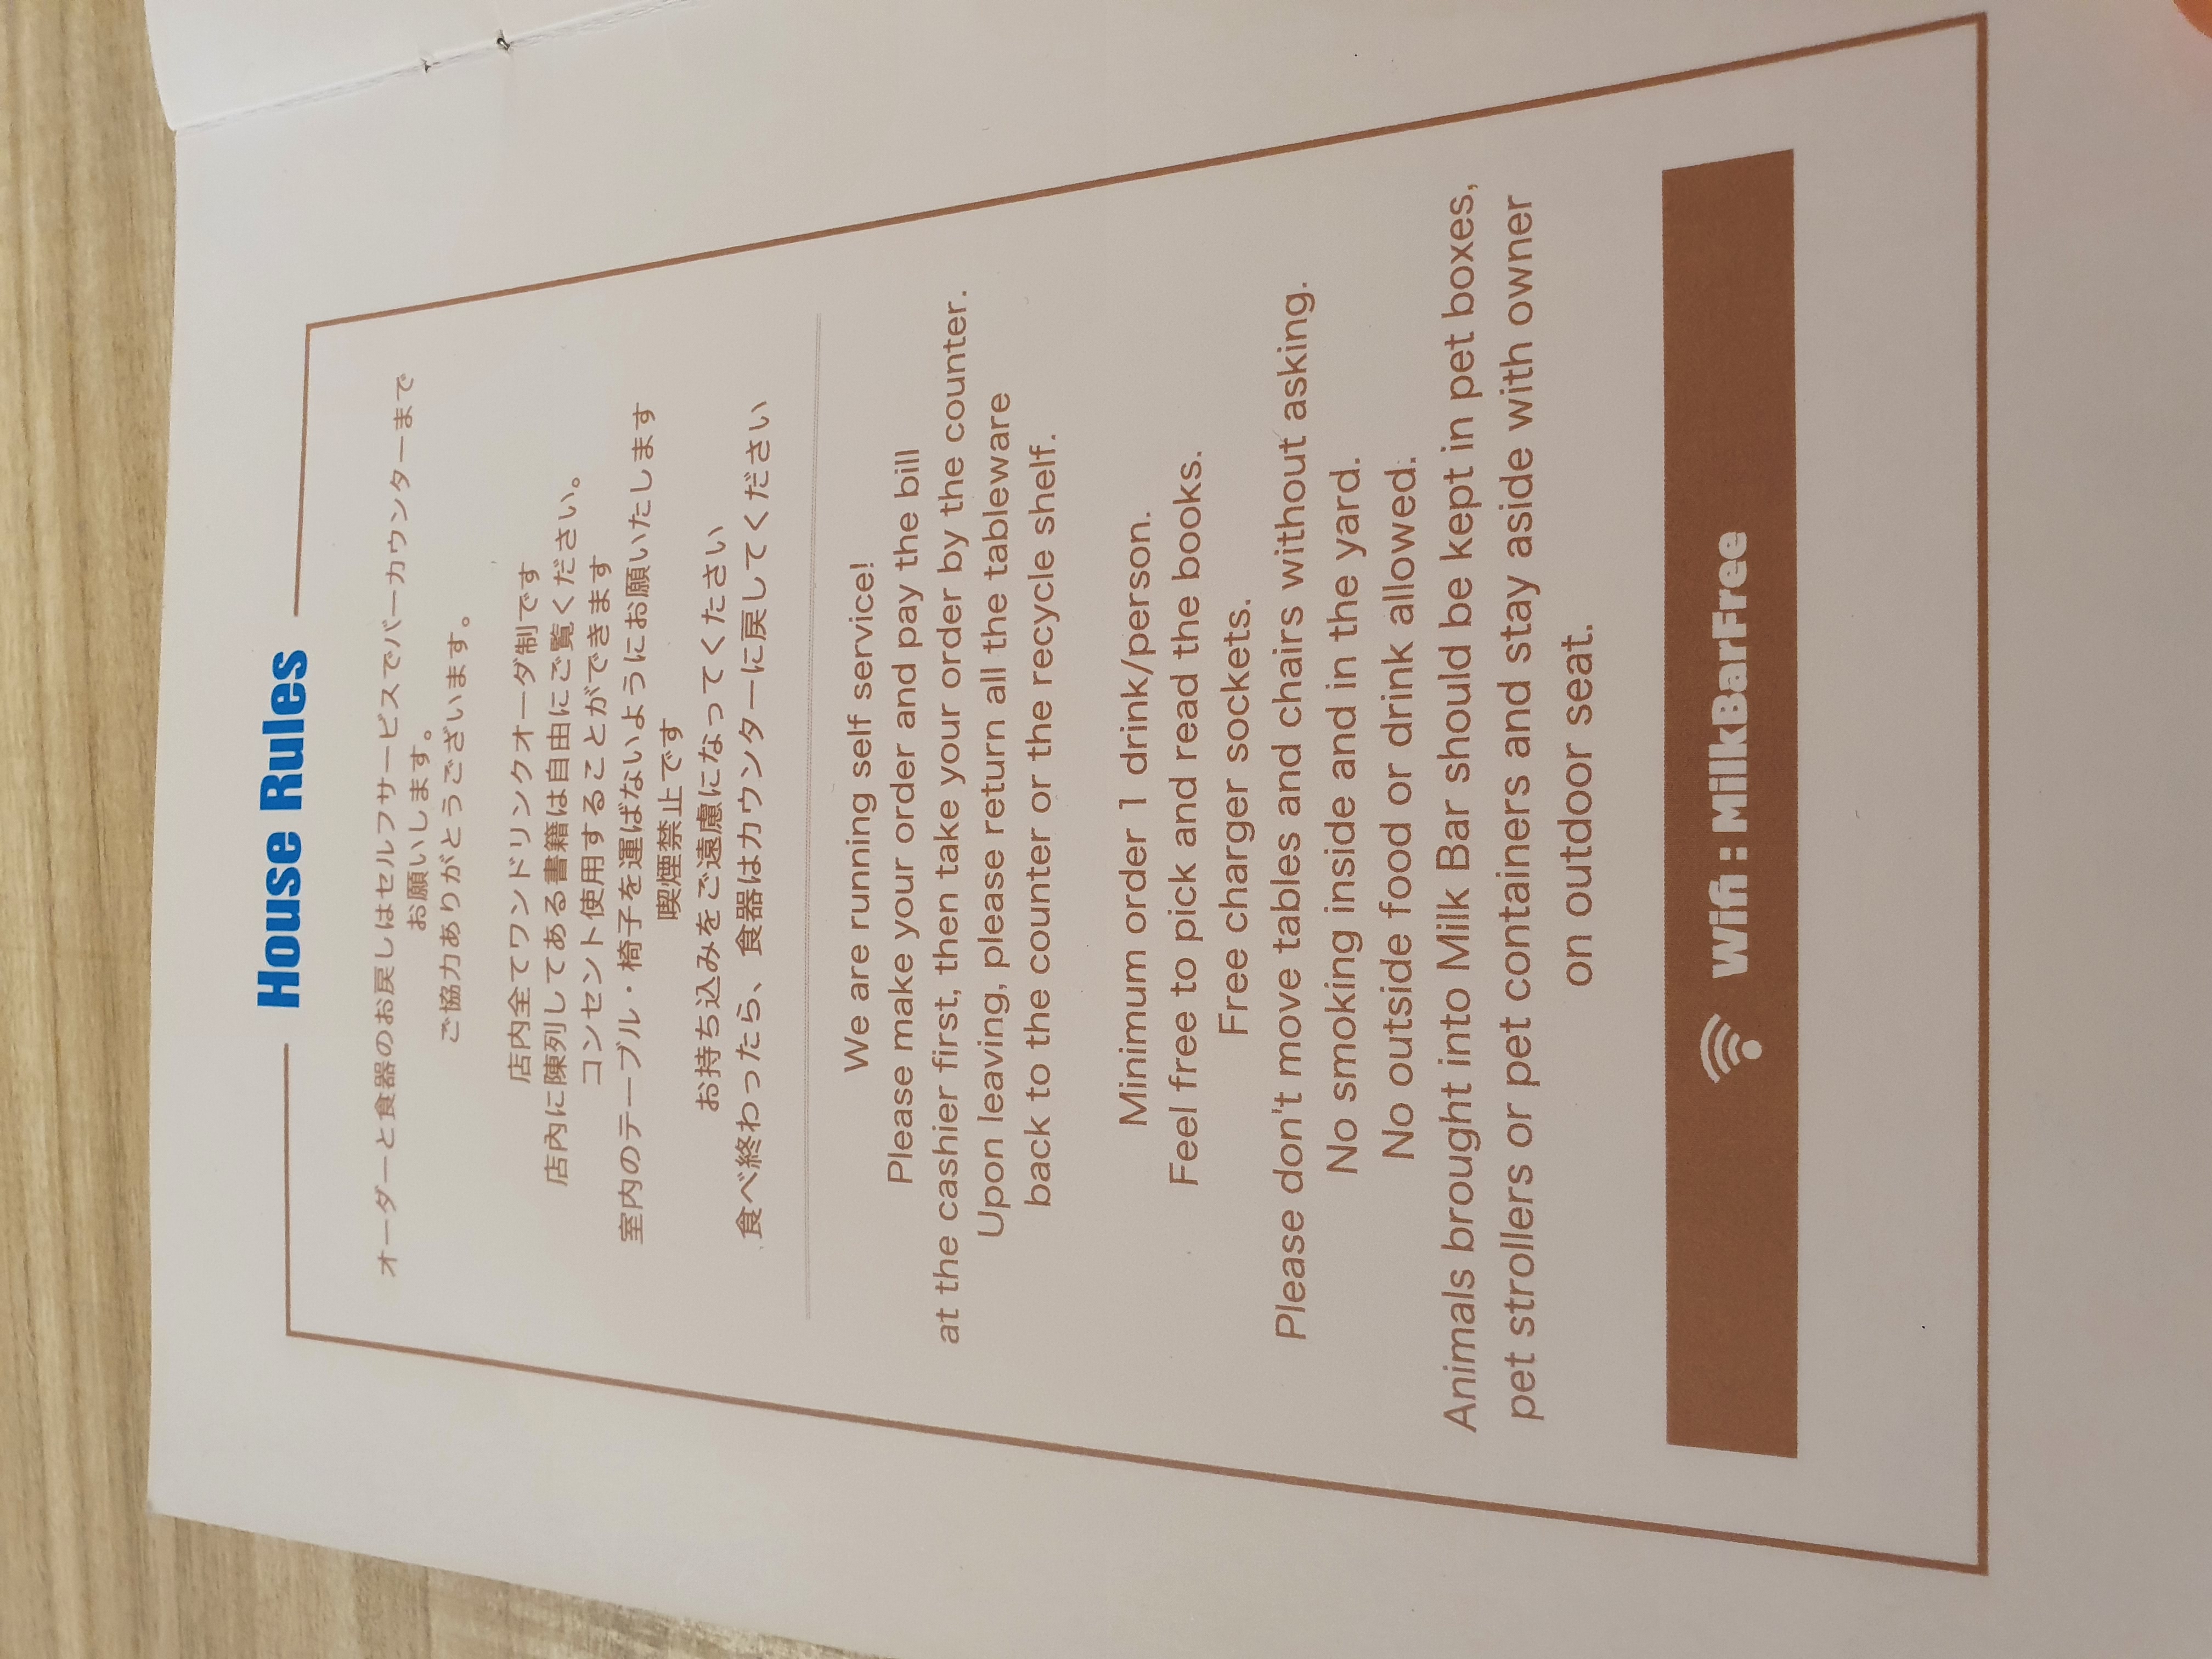 House Rules
オーダーと食器のお戻しはセルフサービスでバーカウンターまで
お願いします。
ご協力ありがとうございます。
店内全てワンドリンクオーダ制です
店內に陳列してある書籍は自由にご覧ください。
コンセント使用することができます
室内のテーブル・椅子を運ばないようにお願いたします
喫煙禁止です
お持ち込みをご遠慮になってくたさい
食べ終わったら、食器はカウンターに戻してください
We are running self service!
Please make your order and pay the bill
at the cashier first, then take your order by the counter.
Upon leaving, please return all the tableware
back to the counter or the recycle shelf.
Minimum order 1 drink/person.
Feel free to pick and read the books.
Free charger sockets.
Please don't move tables and chairs without asking.
No smoking inside and in the yard.
No outside food or drink allowed.
Animals brought into Milk Bar should be kept in pet boxes,
pet strollers or pet containers and stay aside with owner
on outdoor seat.
Wifi : MilkBarFree